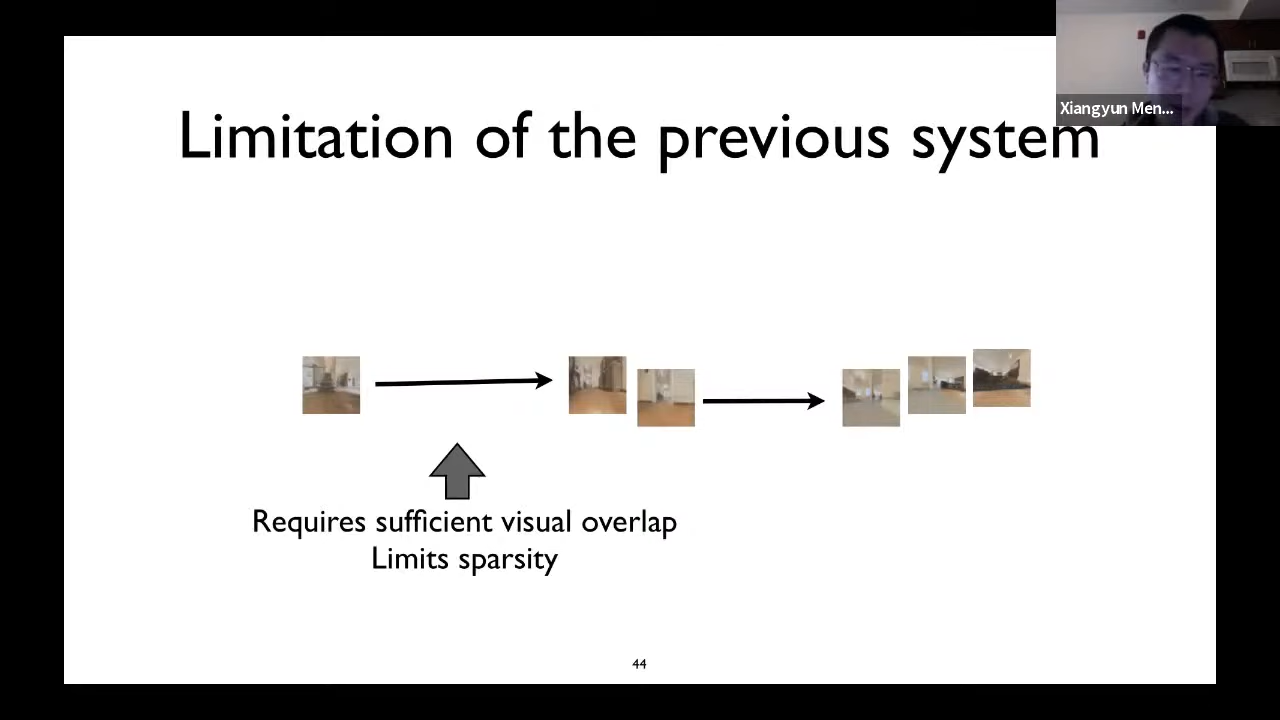 Limitation of the previous system
Xiangyun Men...
Requires sufficient visual overlap
Limits sparsity
44